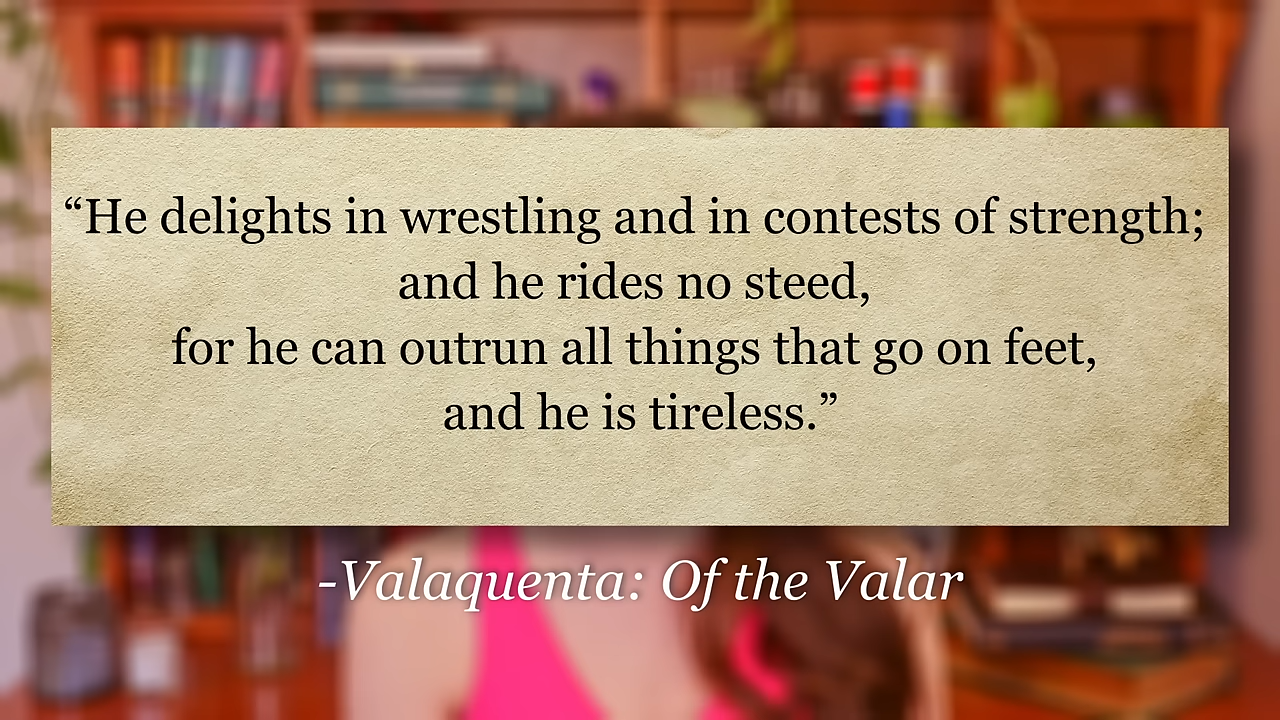 “He delights in wrestling and in contests of strength;
and he rides no steed,
for he can outrun all things that go on feet,
and he is tireless.”
-Valaquenta: Of the Valar